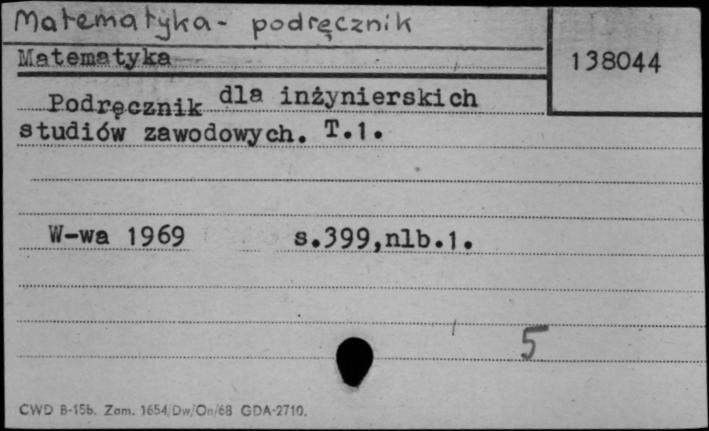 Matematyka - podręcznik
Matematyka
138044
Podręcznik dla inżynierskich
studiów zawodowych. T.1.
W-wa 1969 s.399,nlb.1.
5
CWD B-15b. Zam. 1654/Dw/On/68 GDA-2710.